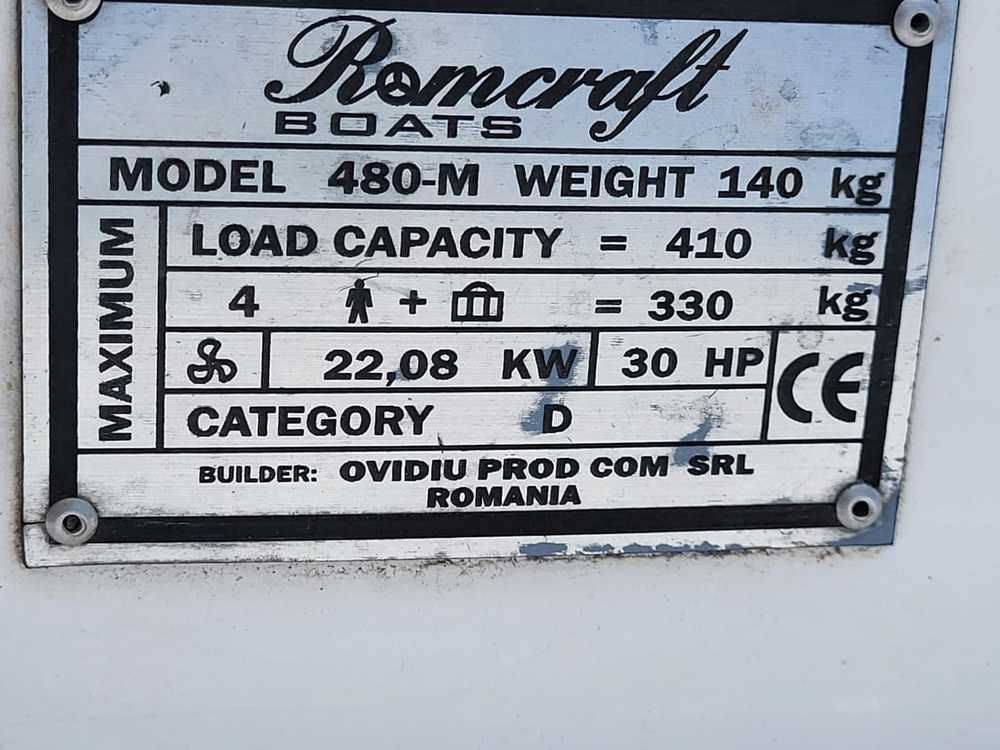 Romcraft
BOATS
MODEL 480-M WEIGHT 140 kg
MAXIMUM
LOAD CAPACITY = 410 kg
4 + = 330 kg
22,08 KW 30 HP CE
CATEGORY D
BUILDER: OVIDIU PROD COM SRL
ROMANIA